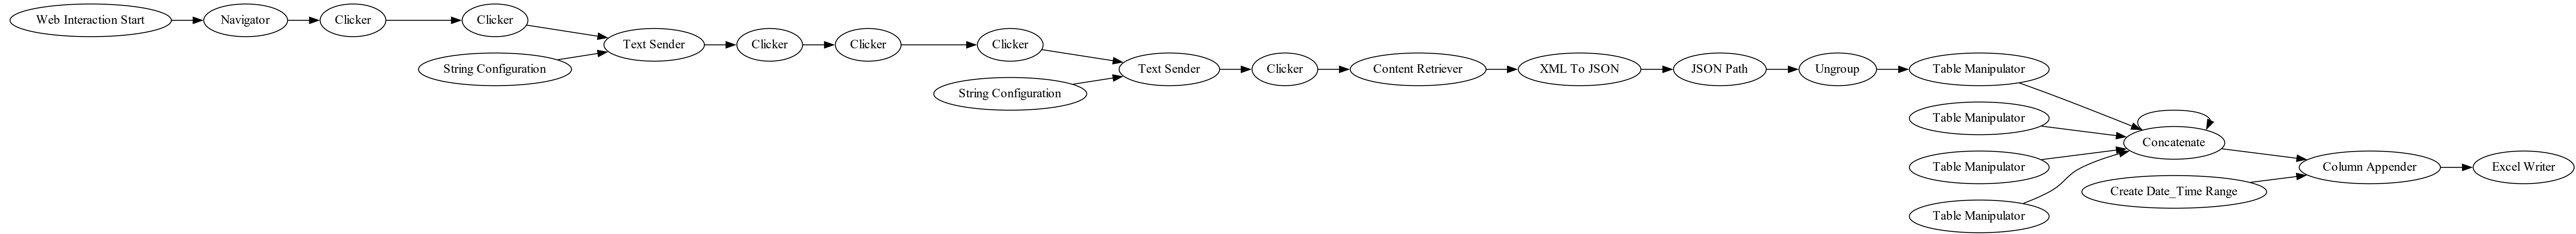 Web Interaction Start
Navigator
Clicker
Clicker
String Configuration
Text Sender
Clicker
Clicker
Clicker
String Configuration
Text Sender
Clicker
Content Retriever
XML To JSON
JSON Path
Ungroup
Table Manipulator
Table Manipulator
Table Manipulator
Table Manipulator
Concatenate
Create Date_Time Range
Column Appender
Excel Writer